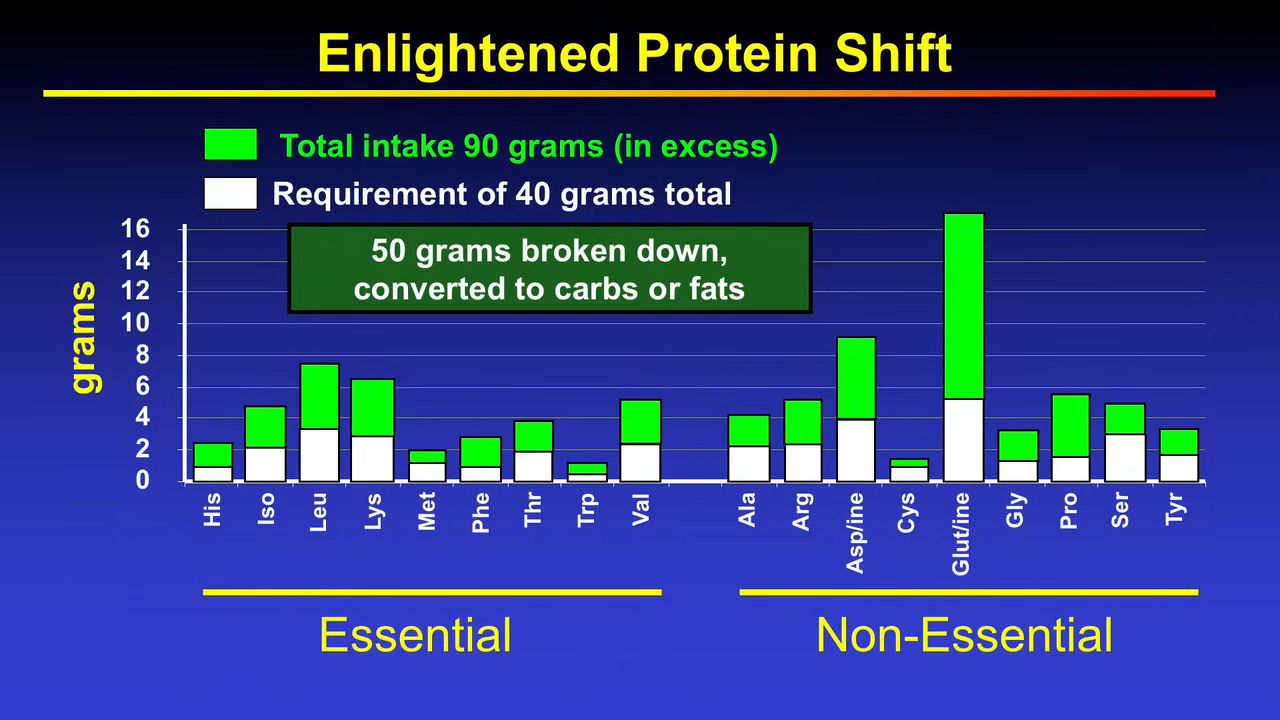 Enlightened Protein Shift
Total intake 90 grams (in excess)
Requirement of 40 grams total
50 grams broken down,
converted to carbs or fats
grams
16
14
12
10
8
6
4
2
0
His
Iso
Leu
Lys
Met
Phe
Thr
Trp
Val
Ala
Arg
Asp/ine
Cys
Glut/ine
Gly
Pro
Ser
Tyr
Essential
Non-Essential